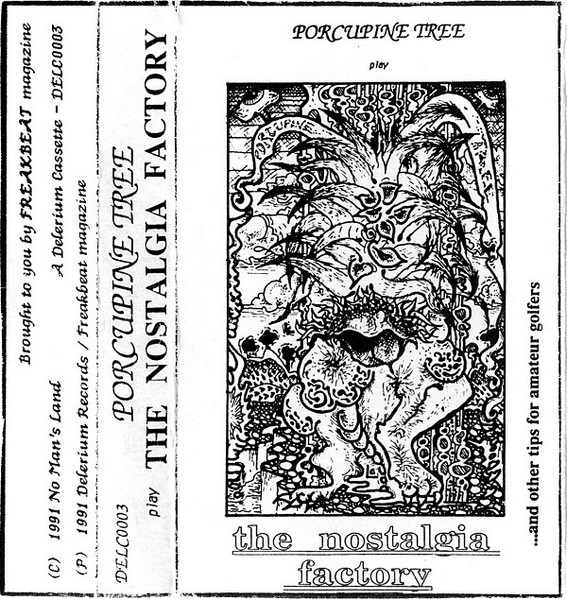 Brought to you by FREAKBEAT magazine
A Delerium Cassette - DELC0003
(C) 1991 No Man's Land
(P) 1991 Delerium Records / Freakbeat magazine
DELC0003
play
PORCUPINE TREE
THE NOSTALGIA FACTORY
PORCUPINE TREE
play
PORCUPINE
the nostalgia
factory
...and other tips for amateur golfers